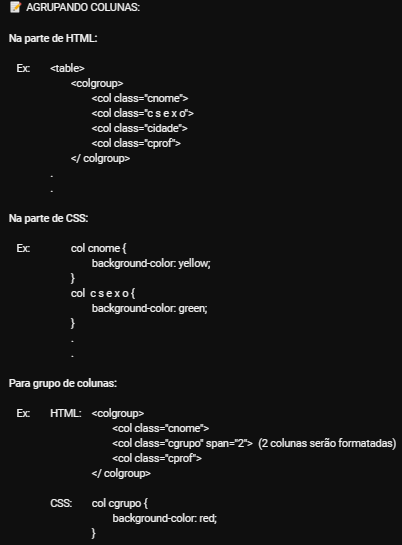 📝 AGRUPANDO COLUNAS:
Na parte de HTML:
Ex: <table>
<colgroup>
<col class="cnome">
<col class="c s e x o">
<col class="cidade">
<col class="cprof">
</ colgroup>
.
.
Na parte de CSS:
Ex: col cnome {
background-color: yellow;
}
col c s e x o {
background-color: green;
}
.
.
Para grupo de colunas:
Ex: HTML: <colgroup>
<col class="cnome">
<col class="cgrupo" span="2"> (2 colunas serão formatadas)
<col class="cprof">
</ colgroup>
CSS: col cgrupo {
background-color: red;
}